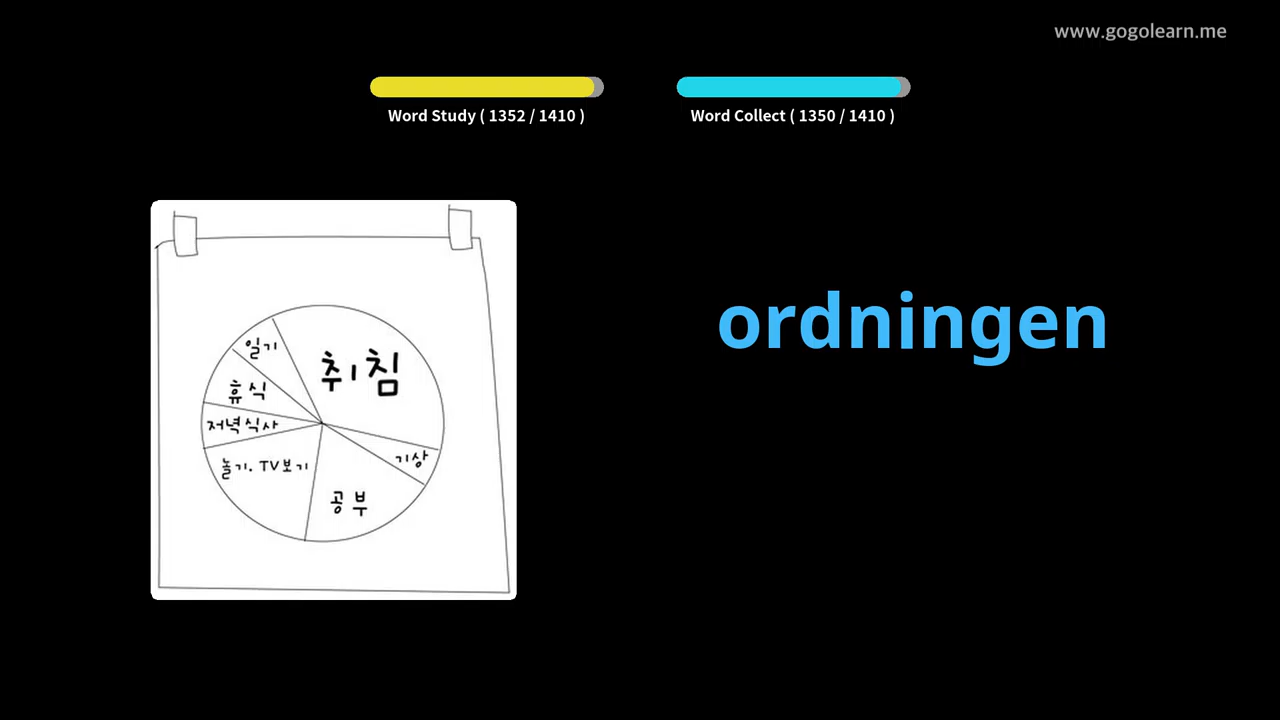 www.gogolearn.me
Word Study ( 1352 / 1410 )
Word Collect ( 1350 / 1410 )
ordningen
일기
취침
휴식
저녁식사
놀기. TV보기
기상
공부